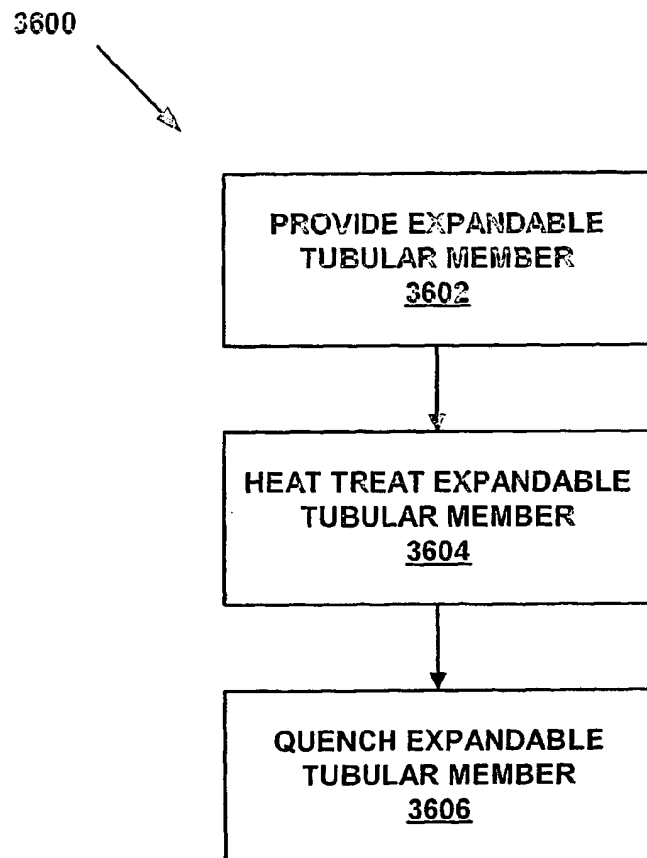 3600
PROVIDE EXPANDABLE
TUBULAR MEMBER
3602
HEAT TREAT EXPANDABLE
TUBULAR MEMBER
3604
QUENCH EXPANDABLE
TUBULAR MEMBER
3606